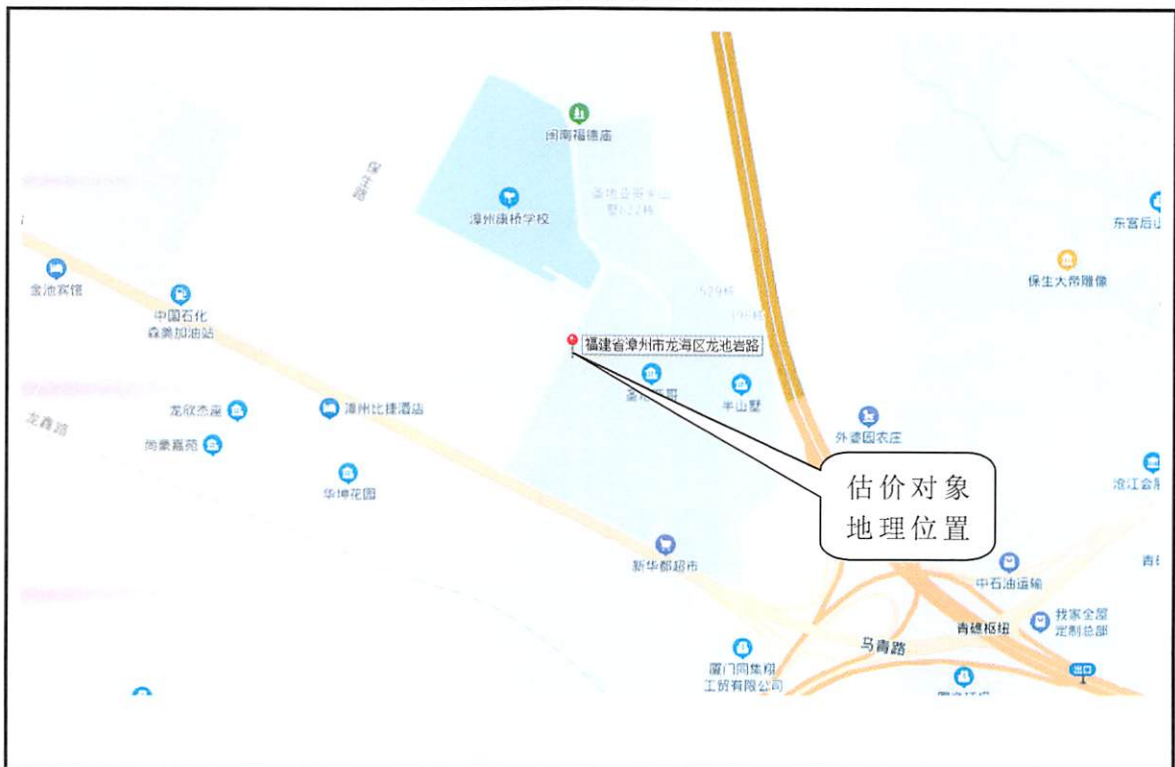 闽南福德庙
保生路
漳州康桥学校
东宫后山
保生大帝雕像
金池宾馆
中国石化
森美加油站
529栋
福建省漳州市龙海区龙池岩路
半山墅
龙欣杰座
漳州比捷酒店
龙鑫路
尚豪嘉苑
外婆园农庄
华坤花园
估价对象
地理位置
沧江会所
新华都超市
中石油运输
我家全屋
定制总部
青礁枢纽
马青路
厦门同集翔
工贸有限公司
出口